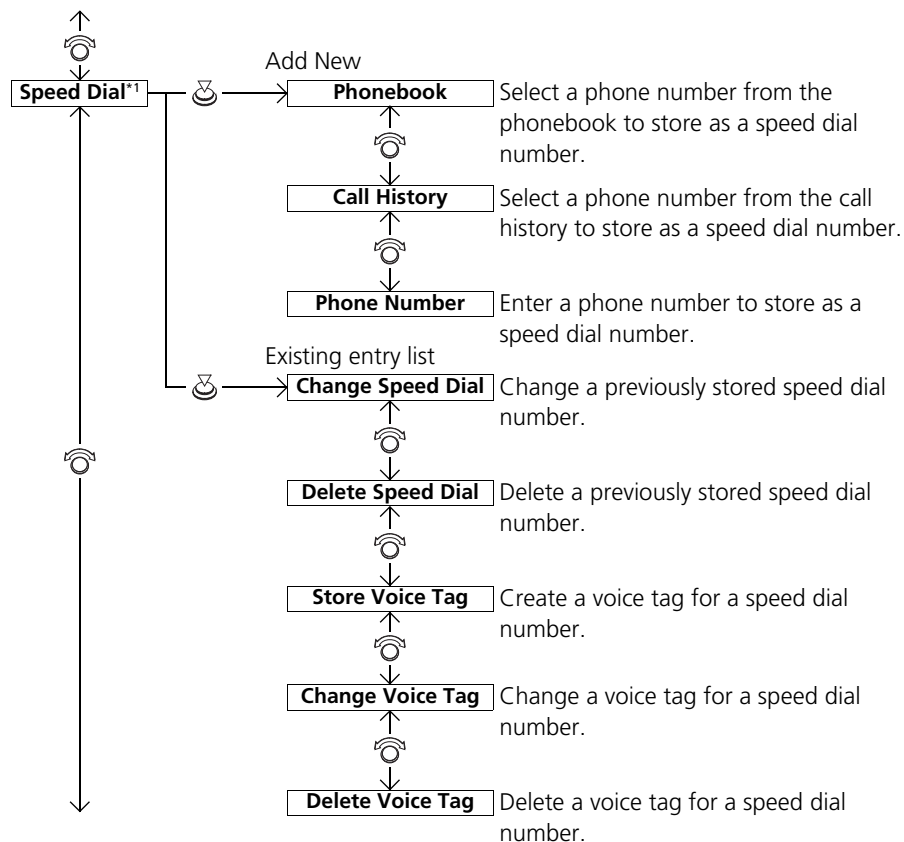 Add New
Speed Dial*1
Phonebook
Select a phone number from the
phonebook to store as a speed dial
number.
Call History
Select a phone number from the call
history to store as a speed dial number.
Phone Number
Enter a phone number to store as a
speed dial number.
Existing entry list
Change Speed Dial
Change a previously stored speed dial
number.
Delete Speed Dial
Delete a previously stored speed dial
number.
Store Voice Tag
Create a voice tag for a speed dial
number.
Change Voice Tag
Change a voice tag for a speed dial
number.
Delete Voice Tag
Delete a voice tag for a speed dial
number.